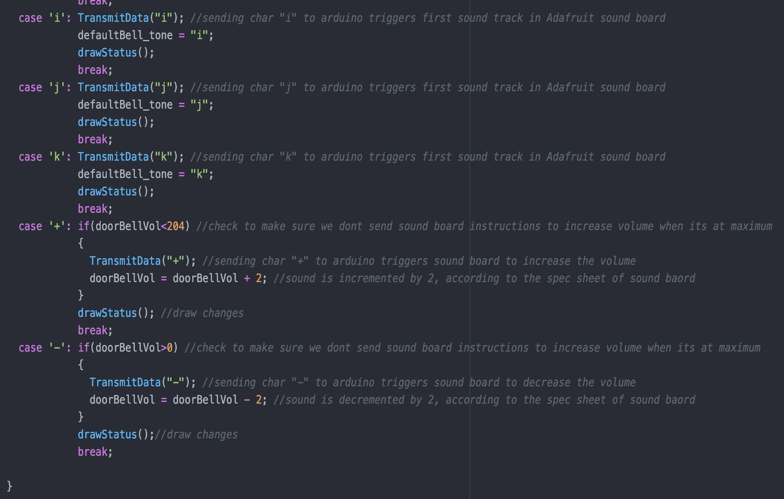 break;
case 'i': TransmitData("i"); //sending char "i" to arduino triggers first sound track in Adafruit sound board
defaultBell_tone = "i";
drawStatus();
break;
case 'j': TransmitData("j"); //sending char "j" to arduino triggers first sound track in Adafruit sound board
defaultBell_tone = "j";
drawStatus();
break;
case 'k': TransmitData("k"); //sending char "k" to arduino triggers first sound track in Adafruit sound board
defaultBell_tone = "k";
drawStatus();
break;
case '+': if(doorBellVol<204) //check to make sure we dont send sound board instructions to increase volume when its at maximum
{
TransmitData("+"); //sending char "+" to arduino triggers sound board to increase the volume
doorBellVol = doorBellVol + 2; //sound is incremented by 2, according to the spec sheet of sound baord
}
drawStatus(); //draw changes
break;
case '-': if(doorBellVol>0) //check to make sure we dont send sound board instructions to increase volume when its at maximum
{
TransmitData("-"); //sending char "-" to arduino triggers sound board to decrease the volume
doorBellVol = doorBellVol - 2; //sound is decremented by 2, according to the spec sheet of sound baord
}
drawStatus();//draw changes
break;
}